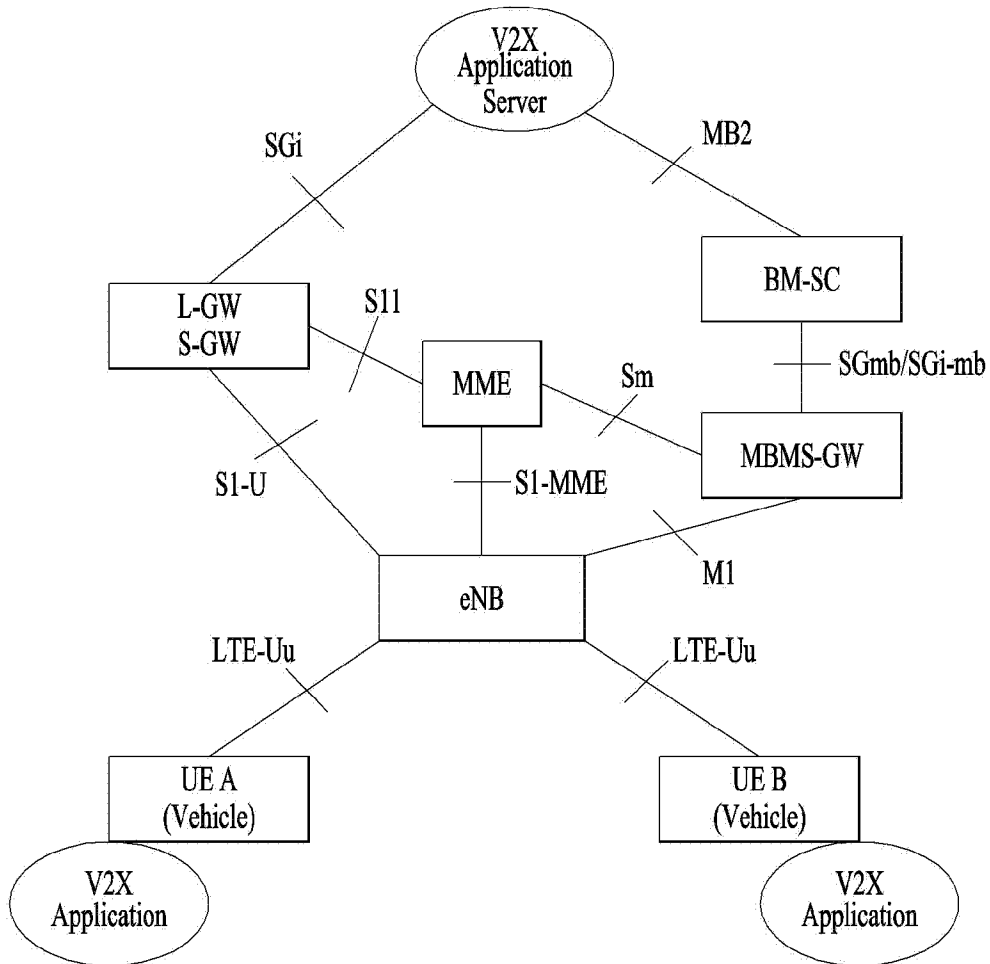 V2X
Application
Server
SGi
MB2
L-GW
S-GW
S11
BM-SC
MME
Sm
SGmb/SGi-mb
S1-U
S1-MME
MBMS-GW
M1
eNB
LTE-Uu
LTE-Uu
UE A
(Vehicle)
UE B
(Vehicle)
V2X
Application
V2X
Application